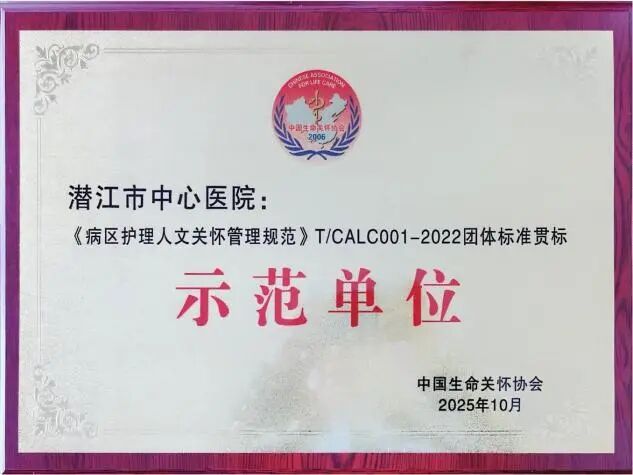 CHINESE ASSOCIATION
FOR LIFE CARE
中国生命关怀协会
2006
潜江市中心医院：
《病区护理人文关怀管理规范》T/CALC001-2022团体标准贯标
示范单位
中国生命关怀协会
2025年10月